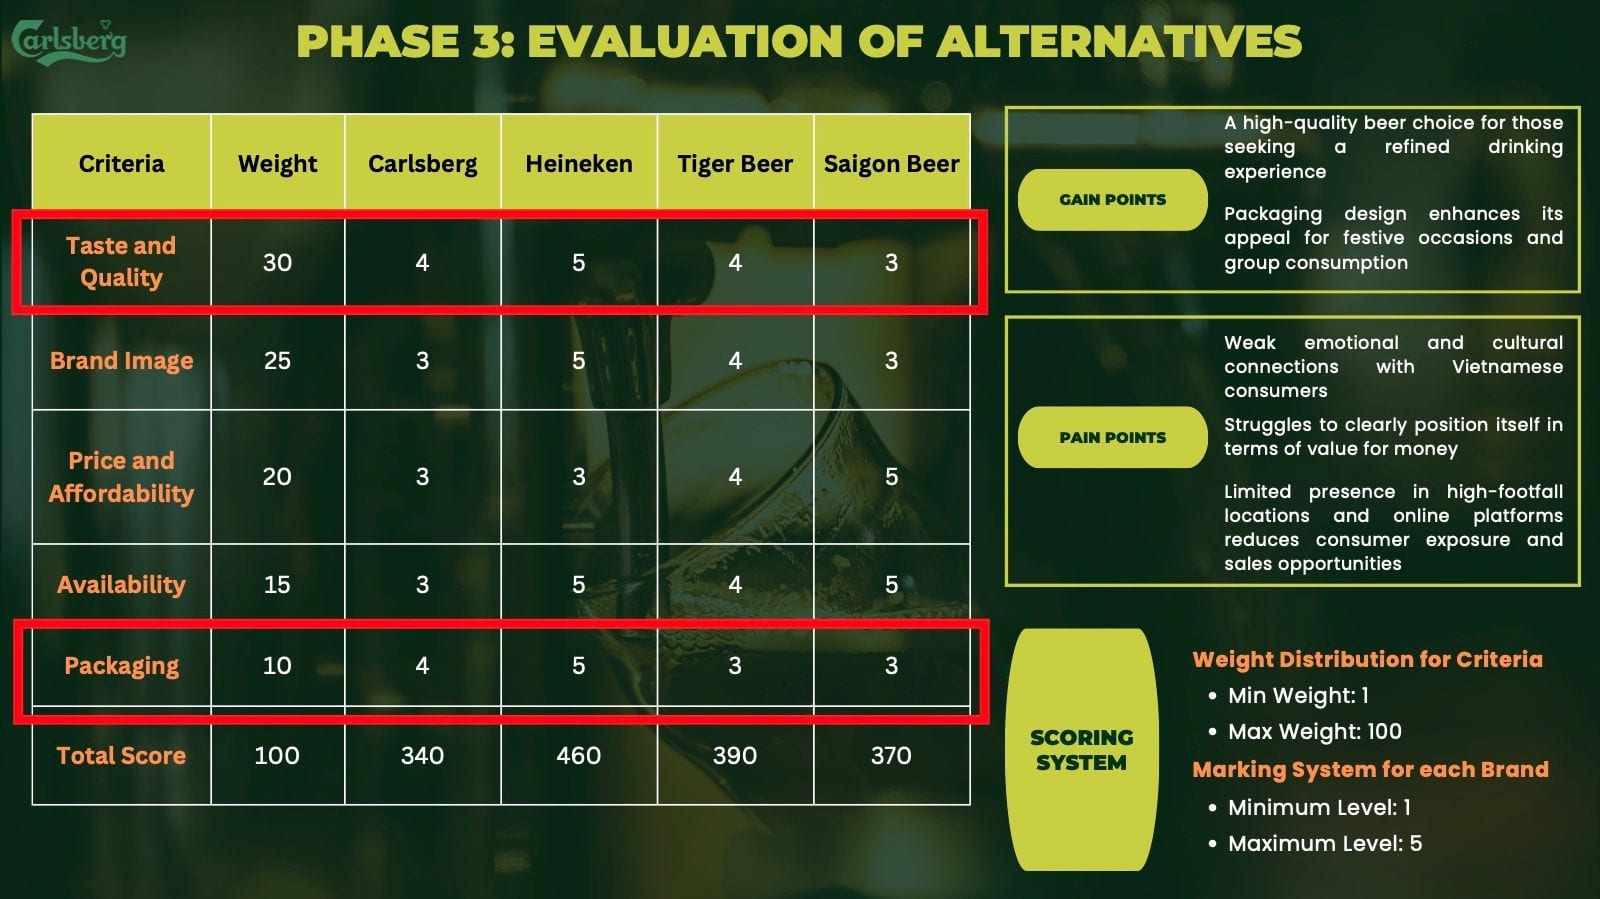 Carlsberg
PHASE 3: EVALUATION OF ALTERNATIVES
Criteria Weight Carlsberg Heineken Tiger Beer Saigon Beer
Taste and
Quality 30 4 5 4 3
Brand Image 25 3 5 4 3
Price and
Affordability 20 3 3 4 5
Availability 15 3 5 4 5
Packaging 10 4 5 3 3
Total Score 100 340 460 390 370
GAIN POINTS
A high-quality beer choice for those
seeking a refined drinking
experience
Packaging design enhances its
appeal for festive occasions and
group consumption
PAIN POINTS
Weak emotional and cultural
connections with Vietnamese
consumers
Struggles to clearly position itself in
terms of value for money
Limited presence in high-footfall
locations and online platforms
reduces consumer exposure and
sales opportunities
SCORING
SYSTEM
Weight Distribution for Criteria
• Min Weight: 1
• Max Weight: 100
Marking System for each Brand
• Minimum Level: 1
• Maximum Level: 5